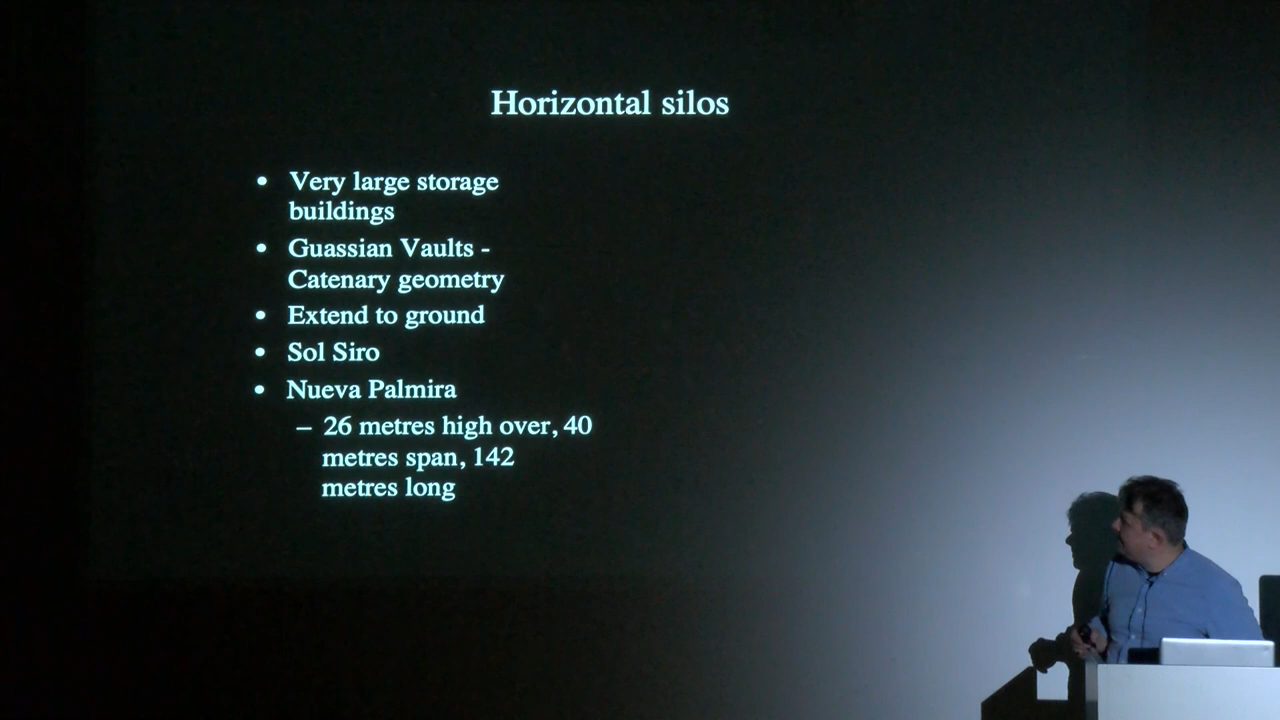 Horizontal silos
• Very large storage
buildings
• Guassian Vaults -
Catenary geometry
• Extend to ground
• Sol Siro
• Nueva Palmira
– 26 metres high over, 40
metres span, 142
metres long